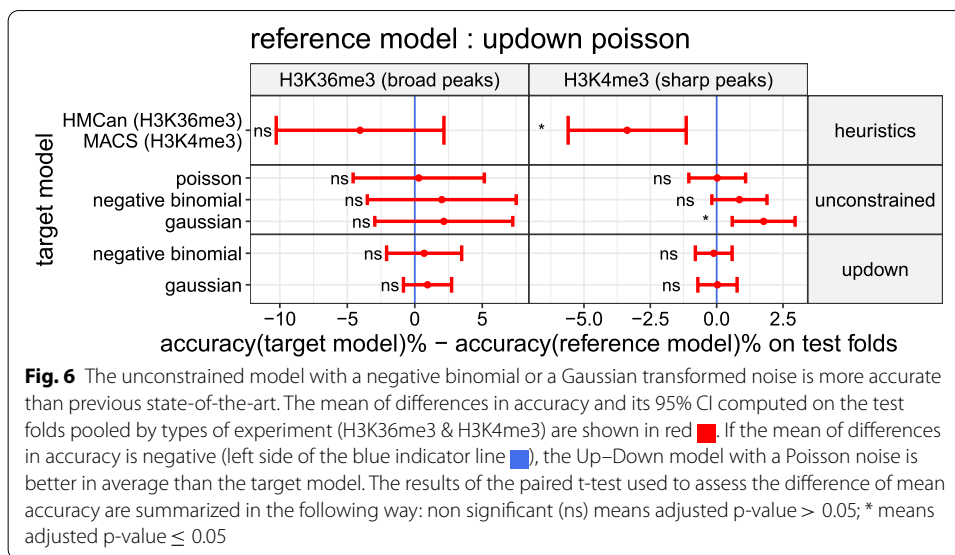 reference model : updown poisson
H3K36me3 (broad peaks) H3K4me3 (sharp peaks)
target model
HMCan (H3K36me3)
MACS (H3K4me3)
ns * heuristics
poisson ns ns
negative binomial ns ns unconstrained
gaussian ns *
negative binomial ns ns
updown
gaussian ns ns
−10 −5 0 5 −5.0 −2.5 0.0 2.5
accuracy(target model)% − accuracy(reference model)% on test folds
Fig. 6 The unconstrained model with a negative binomial or a Gaussian transformed noise is more accurate
than previous state-of-the-art. The mean of differences in accuracy and its 95% CI computed on the test
folds pooled by types of experiment (H3K36me3 & H3K4me3) are shown in red . If the mean of differences
in accuracy is negative (left side of the blue indicator line ), the Up–Down model with a Poisson noise is
better in average than the target model. The results of the paired t-test used to assess the difference of mean
accuracy are summarized in the following way: non significant (ns) means adjusted p-value > 0.05; * means
adjusted p-value ≤ 0.05